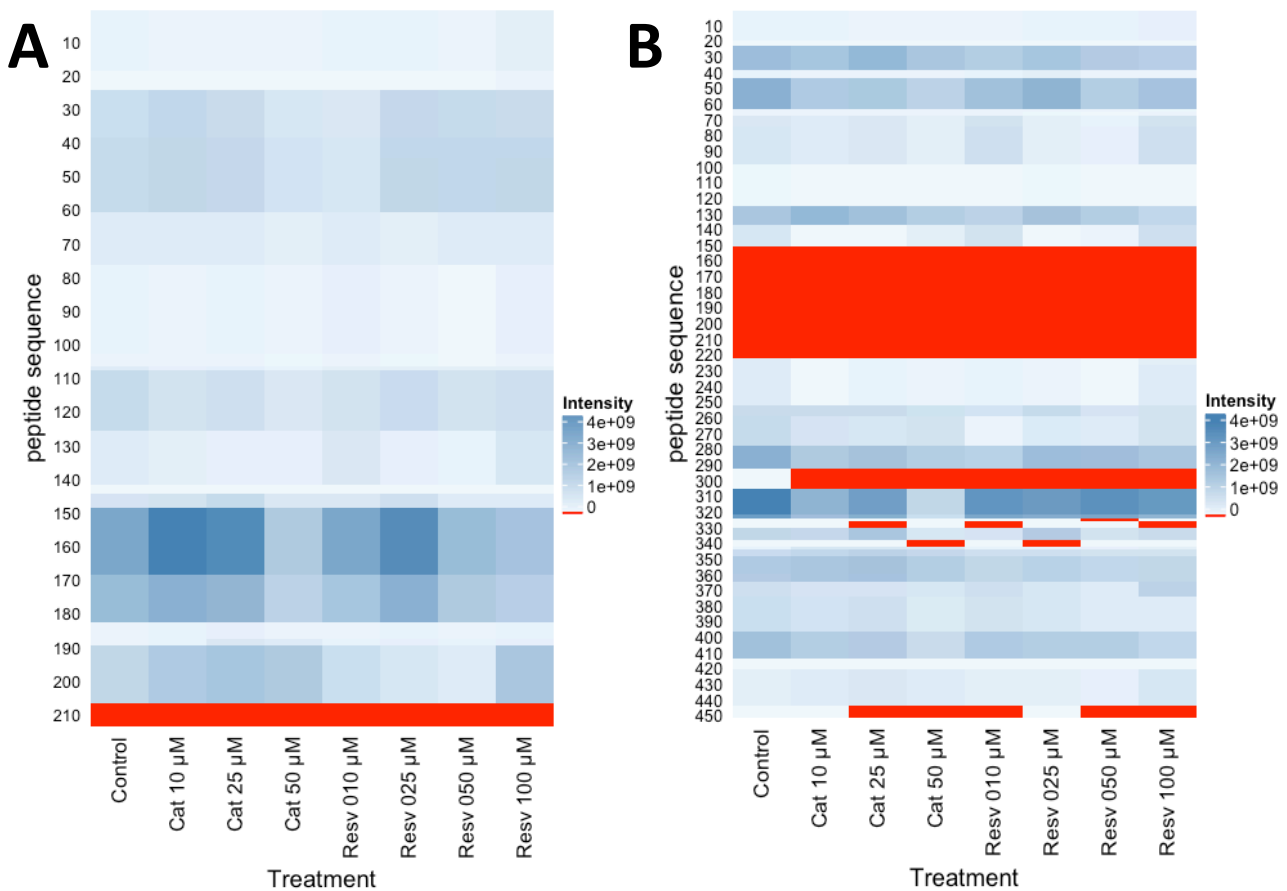 A
peptide sequence
10
20
30
40
50
60
70
80
90
100
110
120
130
140
150
160
170
180
190
200
210
Control
Cat 10 µM
Cat 25 µM
Cat 50 µM
Resv 010 µM
Resv 025 µM
Resv 050 µM
Resv 100 µM
Treatment
Intensity
4e+09
3e+09
2e+09
1e+09
0
B
peptide sequence
10
20
30
40
50
60
70
80
90
100
110
120
130
140
150
160
170
180
190
200
210
220
230
240
250
260
270
280
290
300
310
320
330
340
350
360
370
380
390
400
410
420
430
440
450
Control
Cat 10 µM
Cat 25 µM
Cat 50 µM
Resv 010 µM
Resv 025 µM
Resv 050 µM
Resv 100 µM
Treatment
Intensity
4e+09
3e+09
2e+09
1e+09
0